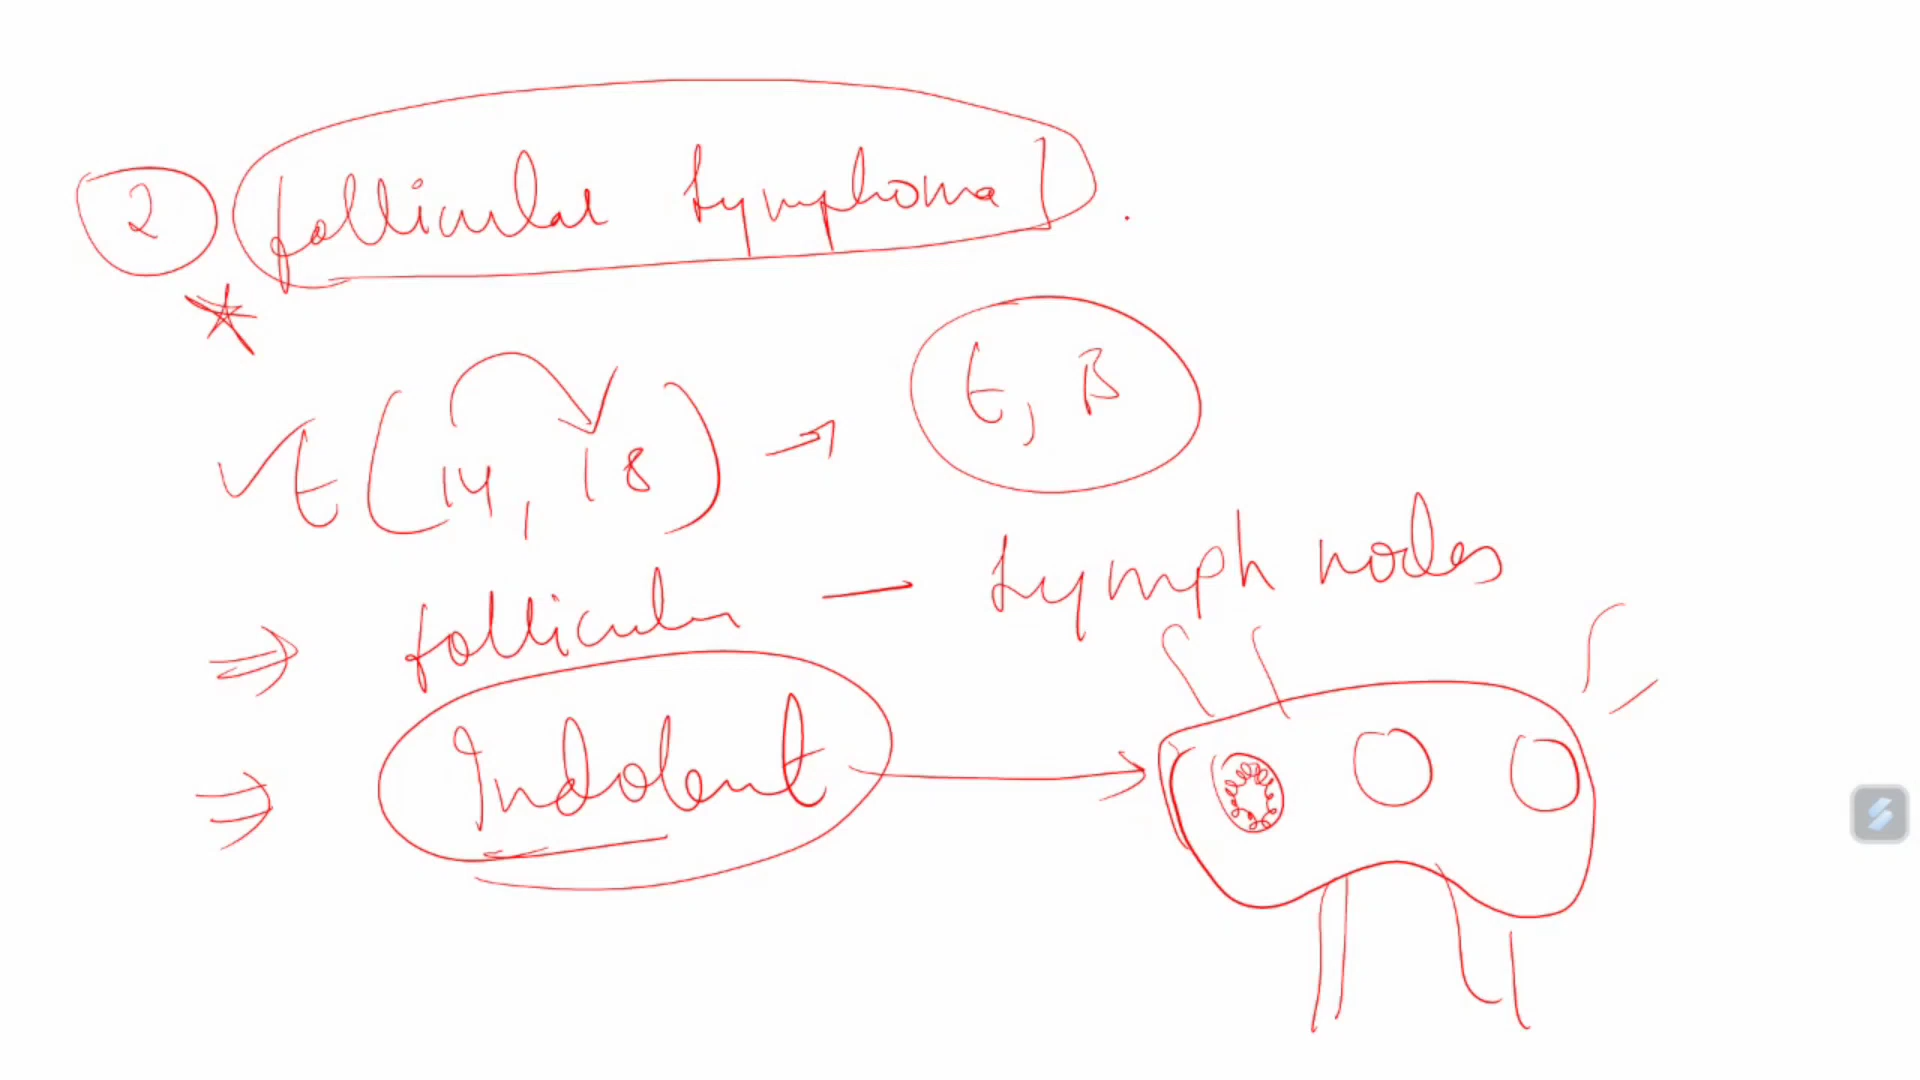 2 follicular Lymphoma .
t(14, 18) → t, B
⇒ follicular — Lymph nodes
⇒ Indolent →